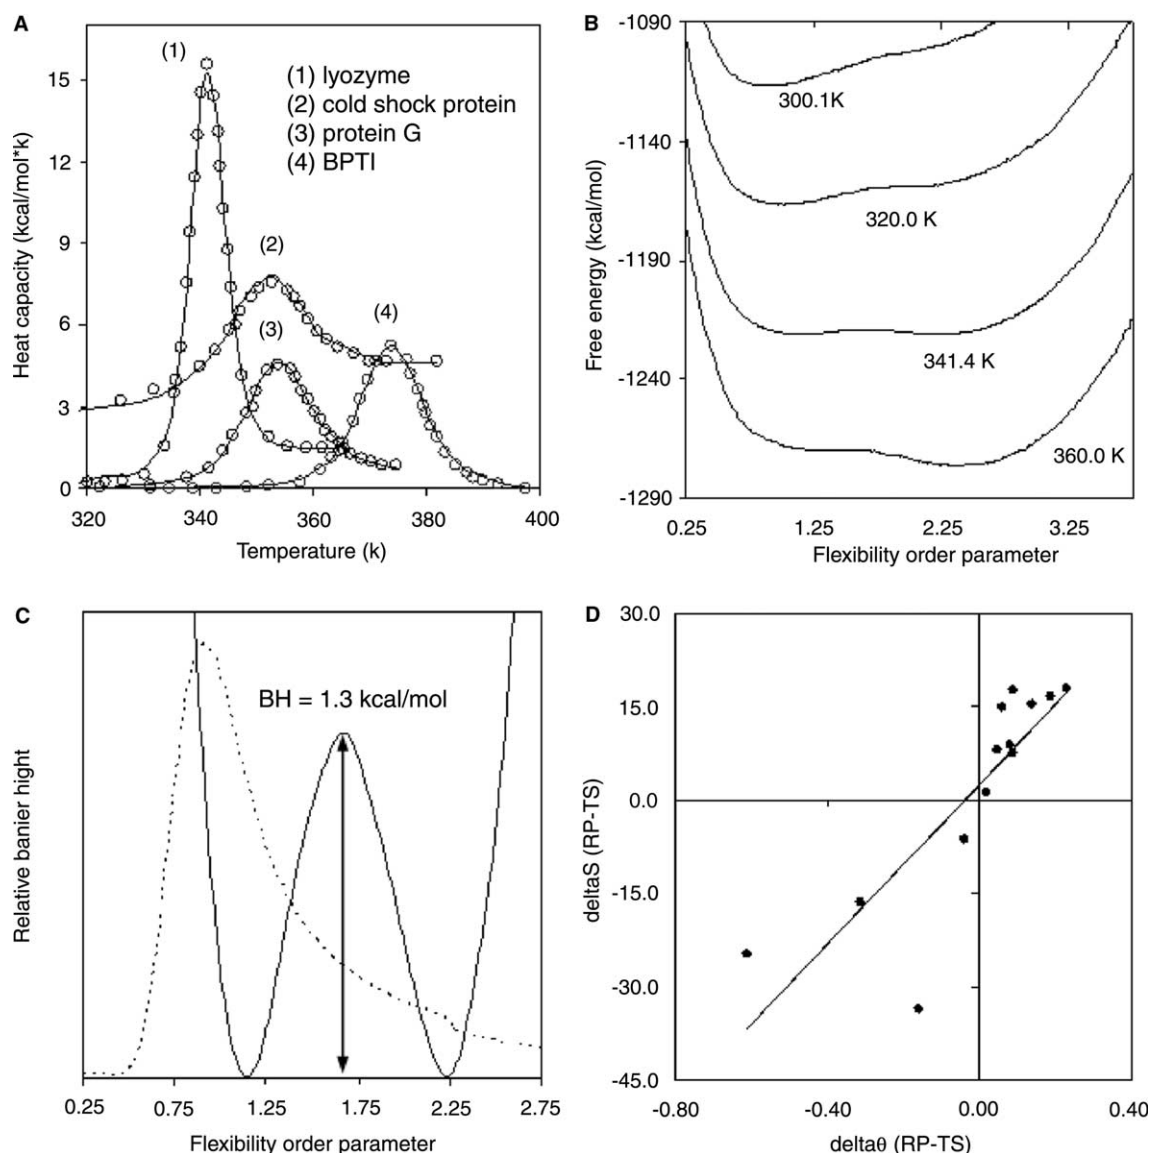 A
(1)
(1) lyozyme
(2) cold shock protein
(3) protein G
(4) BPTI
(2)
(3)
(4)
15
12
9
6
3
0
320 340 360 380 400
Heat capacity (kcal/mol*k)
Temperature (k)
B
-1090
-1140
-1190
-1240
-1290
300.1K
320.0 K
341.4 K
360.0 K
0.25 1.25 2.25 3.25
Free energy (kcal/mol)
Flexibility order parameter
C
BH = 1.3 kcal/mol
Relative banier hight
0.25 0.75 1.25 1.75 2.25 2.75
Flexibility order parameter
D
30.0
15.0
0.0
-15.0
-30.0
-45.0
-0.80 -0.40 0.00 0.40
deltaS (RP-TS)
deltaθ (RP-TS)